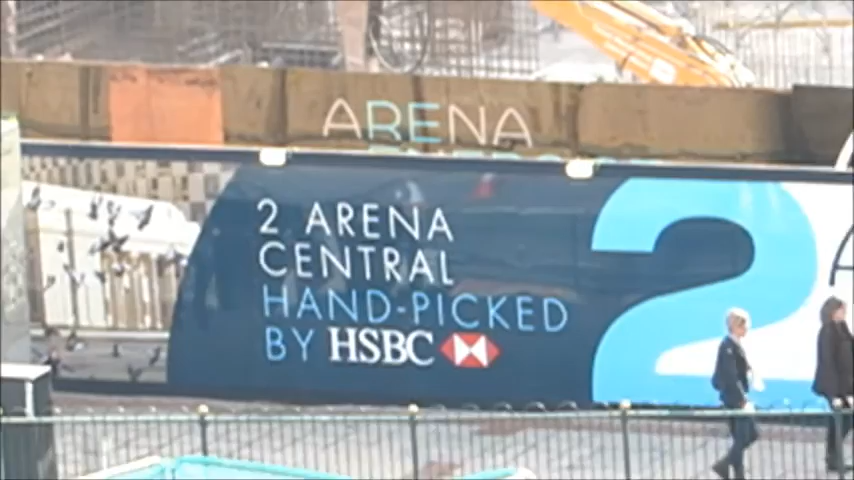 ARENA
2 ARENA
CENTRAL
HAND-PICKED
BY HSBC
2